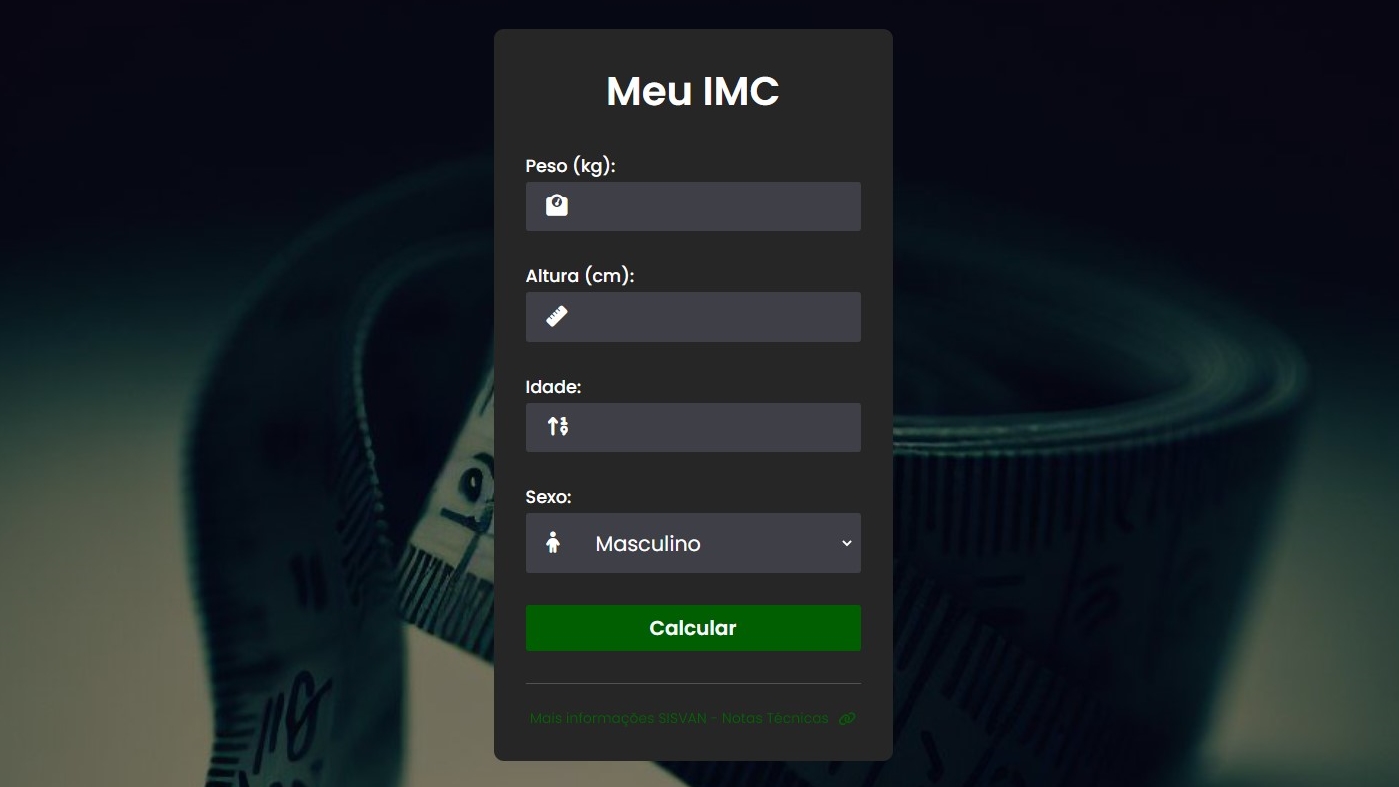 Meu IMC
Peso (kg):
Altura (cm):
Idade:
Sexo:
Masculino
Calcular
Mais informações SISVAN - Notas Técnicas